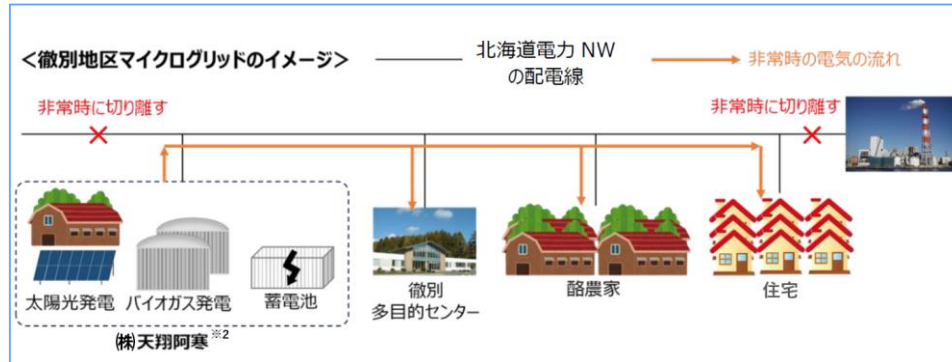 ＜徹別地区マイクログリッドのイメージ＞
北海道電力 NW
の配電線
非常時の電気の流れ
非常時に切り離す
非常時に切り離す
太陽光発電
バイオガス発電
蓄電池
㈱天翔阿寒※2
徹別
多目的センター
酪農家
住宅